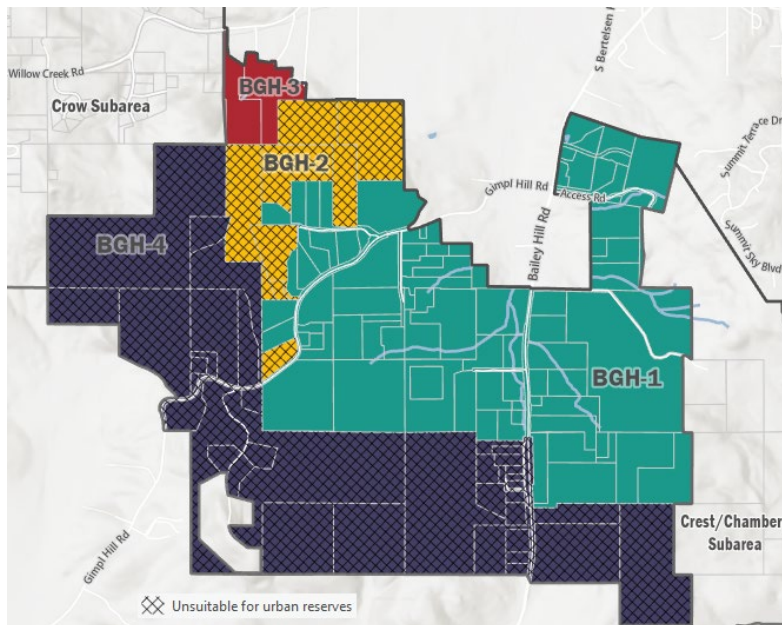 S Bertelsen
Willow Creek Rd
BGH-3
Crow Subarea
Summit Terrace Dr
BGH-2
Gimpl Hill Rd
Access Rd
Bailey Hill Rd
Summit Sky Blvd
BGH-4
BGH-1
Crest/Chamber
Subarea
Gimpl Hill Rd
Unsuitable for urban reserves